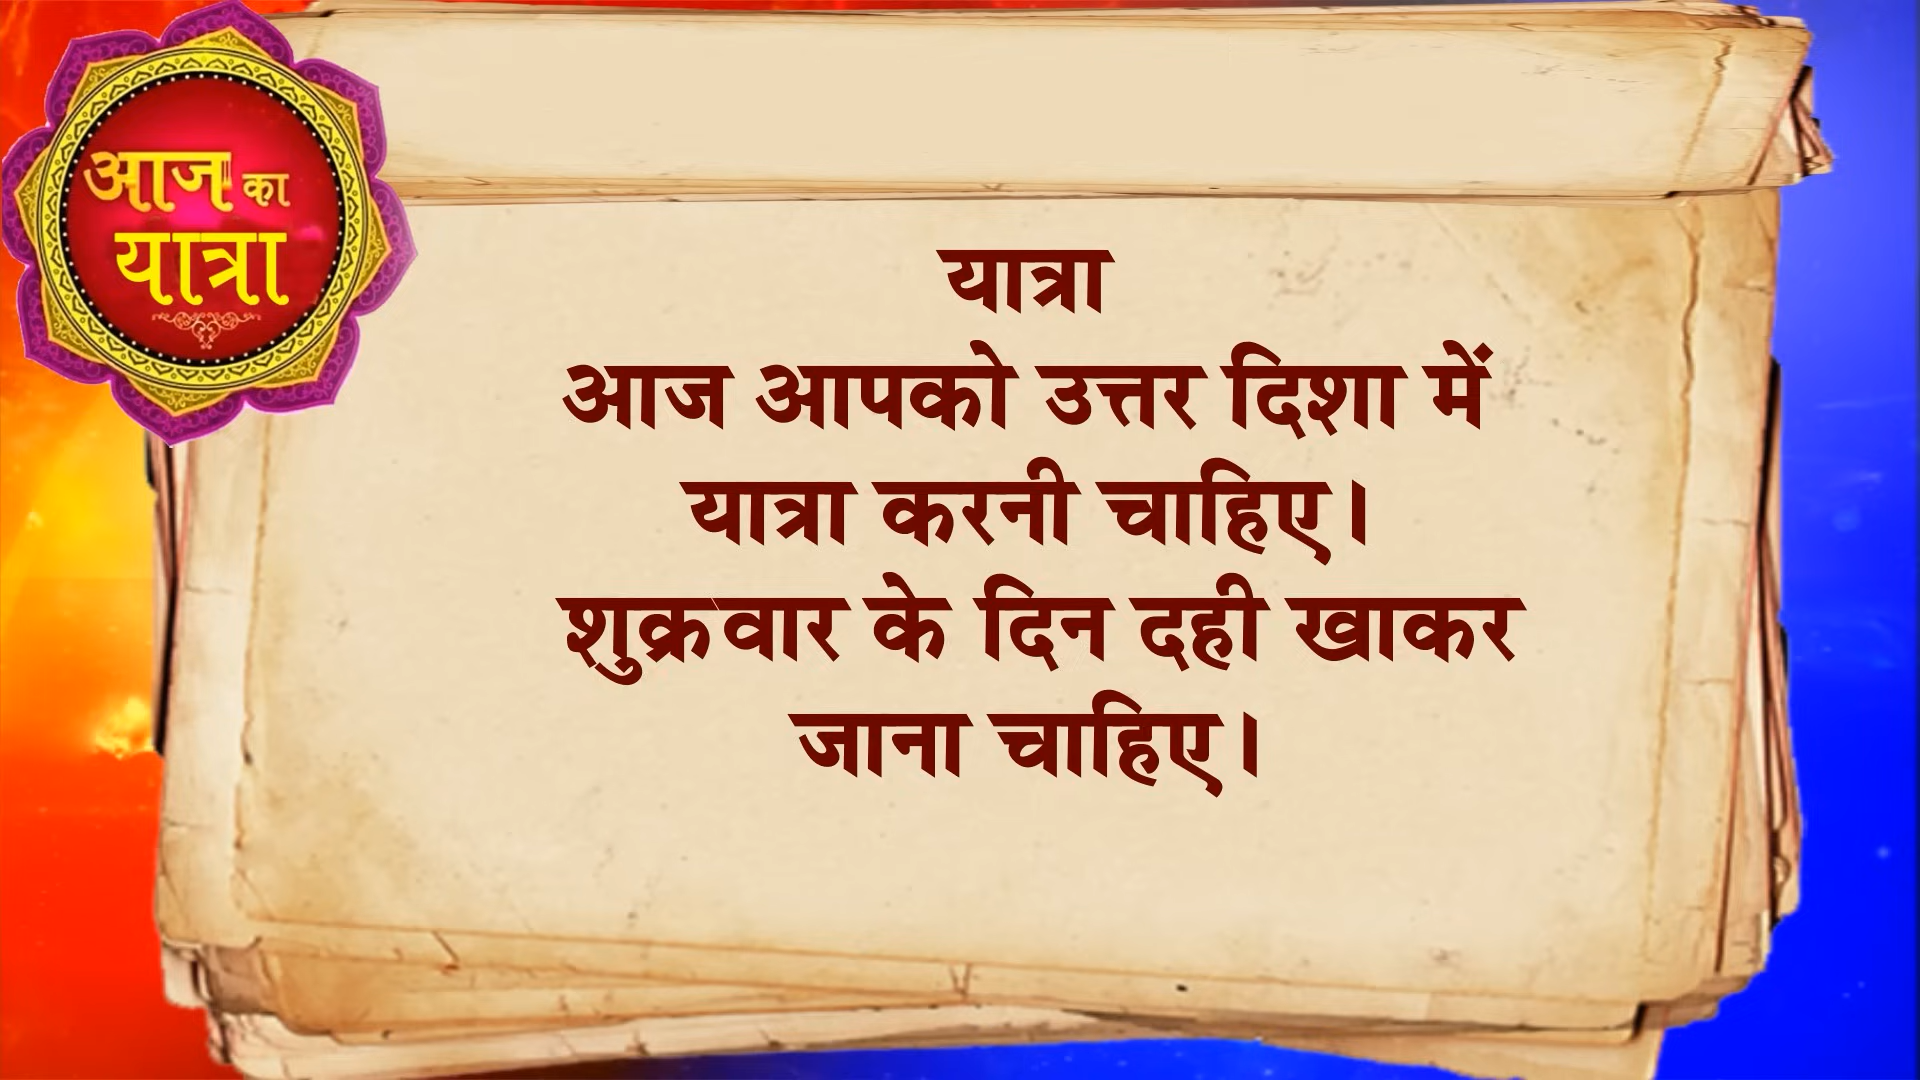 आज का
यात्रा
यात्रा
आज आपको उत्तर दिशा में
यात्रा करनी चाहिए।
शुक्रवार के दिन दही खाकर
जाना चाहिए।